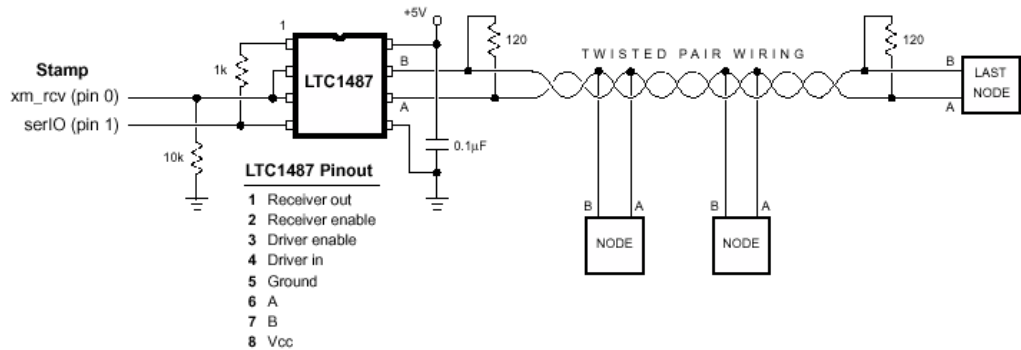 +5V
1
120
120
TWISTED PAIR WIRING
B
B
LAST
NODE
A
A
1k
LTC1487
Stamp
xm_rcv (pin 0)
serIO (pin 1)
10k
0.1µF
LTC1487 Pinout
1 Receiver out
2 Receiver enable
3 Driver enable
4 Driver in
5 Ground
6 A
7 B
8 Vcc
B A
NODE
B A
NODE